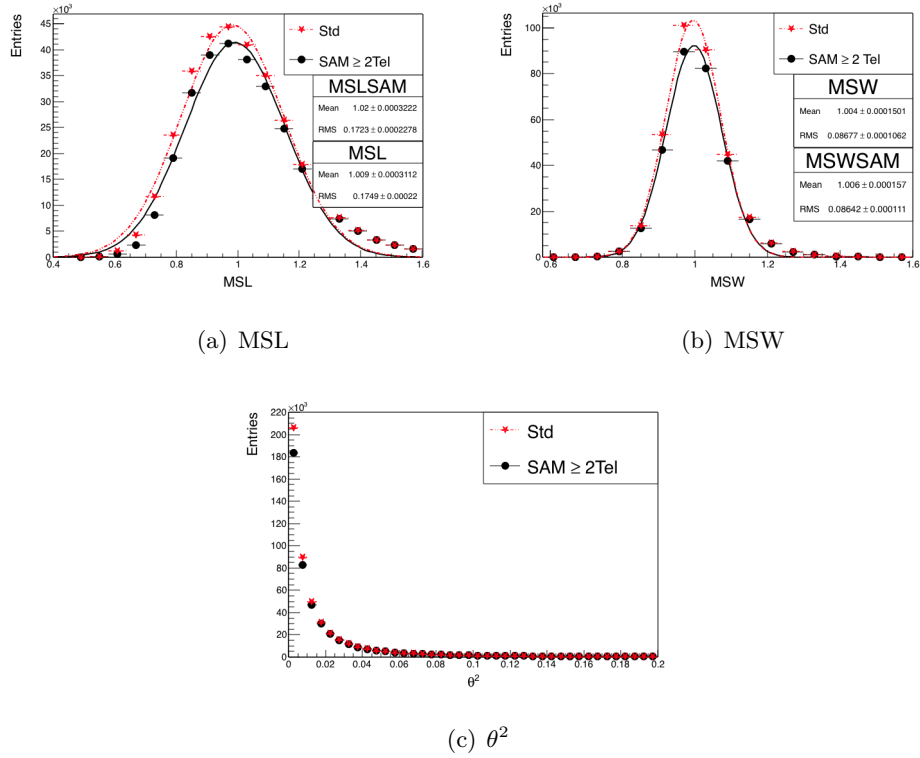 ×10³
Entries
45
40
35
30
25
20
15
10
5
0
0.4 0.6 0.8 1 1.2 1.4 1.6
MSL
Std
SAM ≥ 2Tel
MSLSAM
Mean 1.02 ± 0.0003222
RMS 0.1723 ± 0.0002278
MSL
Mean 1.009 ± 0.0003112
RMS 0.1749 ± 0.00022
(a) MSL
×10³
Entries
100
80
60
40
20
0
0.6 0.8 1 1.2 1.4 1.6
MSW
Std
SAM ≥ 2 Tel
MSW
Mean 1.004 ± 0.0001501
RMS 0.08677 ± 0.0001062
MSWSAM
Mean 1.006 ± 0.000157
RMS 0.08642 ± 0.000111
(b) MSW
×10³
Entries
220
200
180
160
140
120
100
80
60
40
20
0
0 0.02 0.04 0.06 0.08 0.1 0.12 0.14 0.16 0.18 0.2
θ²
Std
SAM ≥ 2Tel
(c) θ²